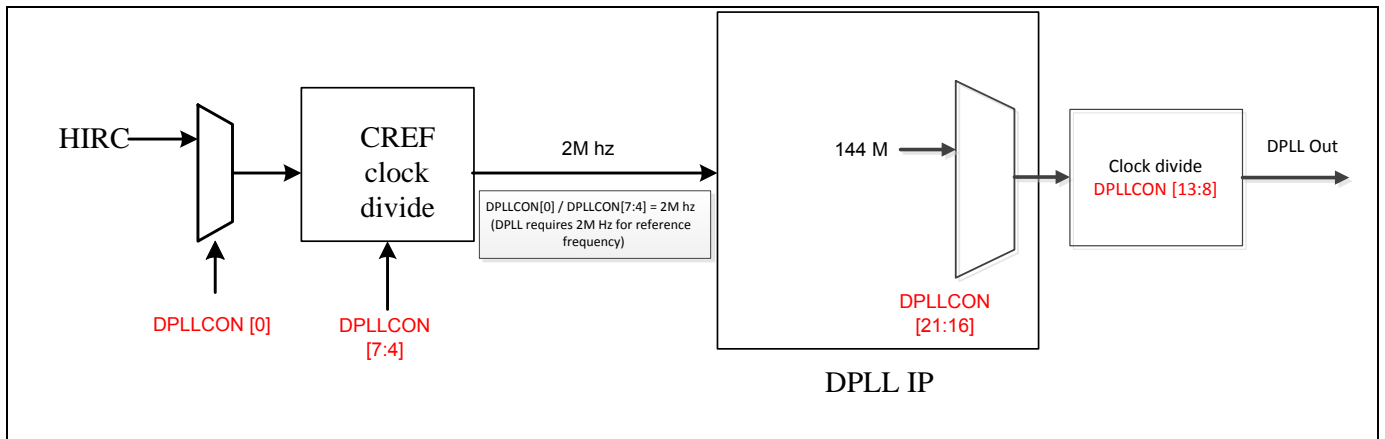 HIRC
DPLLCON [0]
CREF
clock
divide
DPLLCON
[7:4]
2M hz
DPLLCON[0] / DPLLCON[7:4] = 2M hz
(DPLL requires 2M Hz for reference
frequency)
144 M
DPLLCON
[21:16]
DPLL IP
Clock divide
DPLLCON [13:8]
DPLL Out